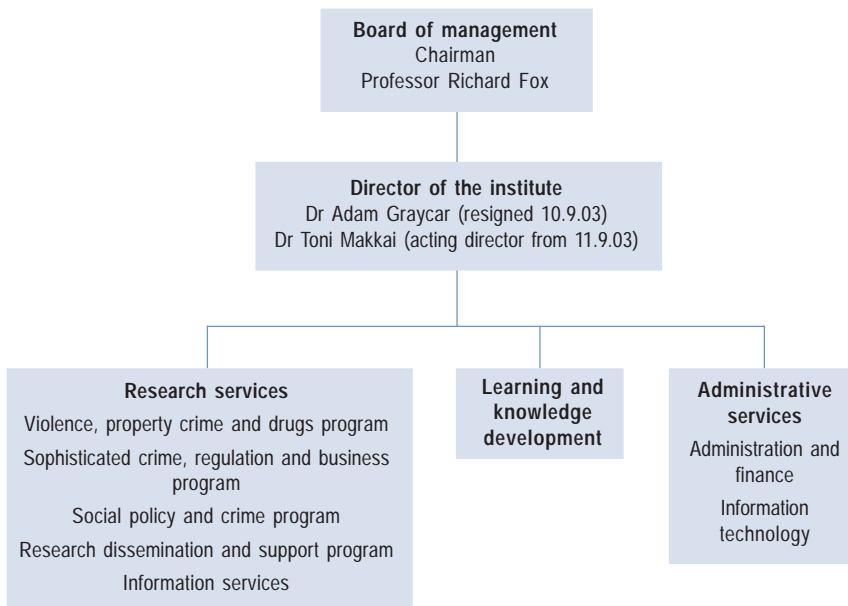 Board of management
Chairman
Professor Richard Fox
Director of the institute
Dr Adam Graycar (resigned 10.9.03)
Dr Toni Makkai (acting director from 11.9.03)
Research services
Violence, property crime and drugs program
Sophisticated crime, regulation and business
program
Social policy and crime program
Research dissemination and support program
Information services
Learning and
knowledge
development
Administrative
services
Administration and
finance
Information
technology